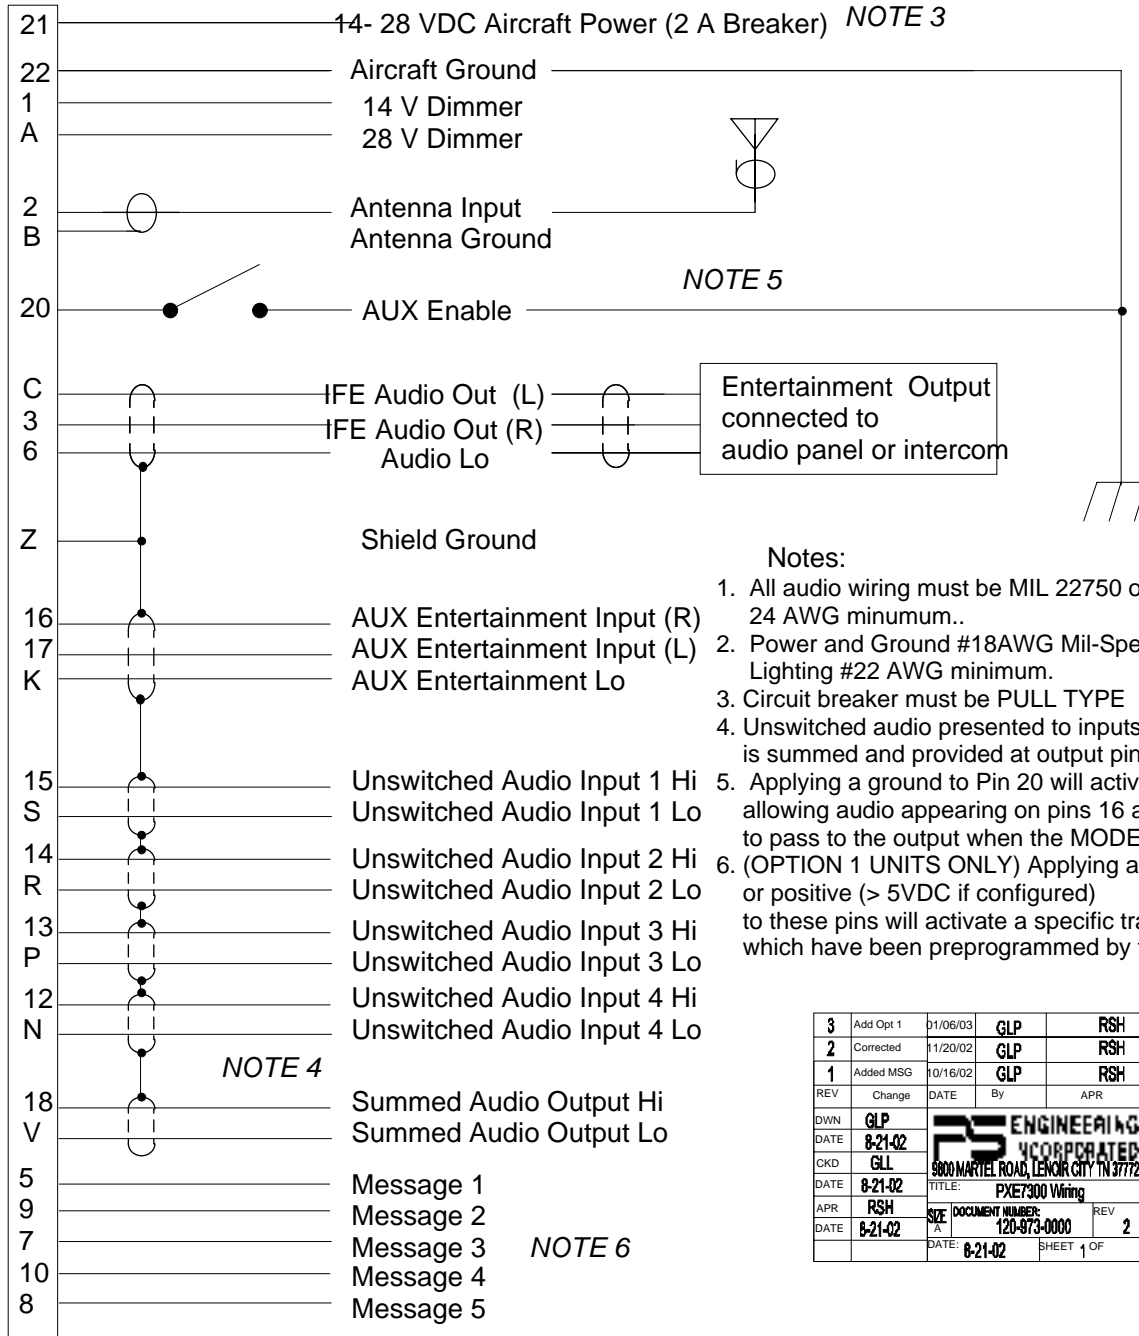 21 14- 28 VDC Aircraft Power (2 A Breaker) NOTE 3
22 Aircraft Ground
1 14 V Dimmer
A 28 V Dimmer
2 Antenna Input
B Antenna Ground
NOTE 5
20 AUX Enable
C IFE Audio Out (L)
3 IFE Audio Out (R)
6 Audio Lo
Entertainment Output
connected to
audio panel or intercom
Z Shield Ground
16 AUX Entertainment Input (R)
17 AUX Entertainment Input (L)
K AUX Entertainment Lo
15 Unswitched Audio Input 1 Hi
S Unswitched Audio Input 1 Lo
14 Unswitched Audio Input 2 Hi
R Unswitched Audio Input 2 Lo
13 Unswitched Audio Input 3 Hi
P Unswitched Audio Input 3 Lo
12 Unswitched Audio Input 4 Hi
N Unswitched Audio Input 4 Lo
NOTE 4
18 Summed Audio Output Hi
V Summed Audio Output Lo
5 Message 1
9 Message 2
7 Message 3 NOTE 6
10 Message 4
8 Message 5
Notes:
1. All audio wiring must be MIL 22750 o
24 AWG minumum..
2. Power and Ground #18AWG Mil-Spe
Lighting #22 AWG minimum.
3. Circuit breaker must be PULL TYPE
4. Unswitched audio presented to inputs
is summed and provided at output pin
5. Applying a ground to Pin 20 will activ
allowing audio appearing on pins 16 a
to pass to the output when the MODE
6. (OPTION 1 UNITS ONLY) Applying a
or positive (> 5VDC if configured)
to these pins will activate a specific tra
which have been preprogrammed by
3 Add Opt 1 01/06/03 GLP RSH
2 Corrected 11/20/02 GLP RSH
1 Added MSG 10/16/02 GLP RSH
REV Change DATE By APR
DWN GLP
DATE 8-21-02
CKD GLL
DATE 8-21-02
APR RSH
DATE 8-21-02
PS ENGINEERING
INCORPORATED
9800 MARTEL ROAD, LENOIR CITY TN 37772
TITLE: PXE7300 Wiring
SIZE A DOCUMENT NUMBER: 120-973-0000 REV 2
DATE: 8-21-02 SHEET 1 OF